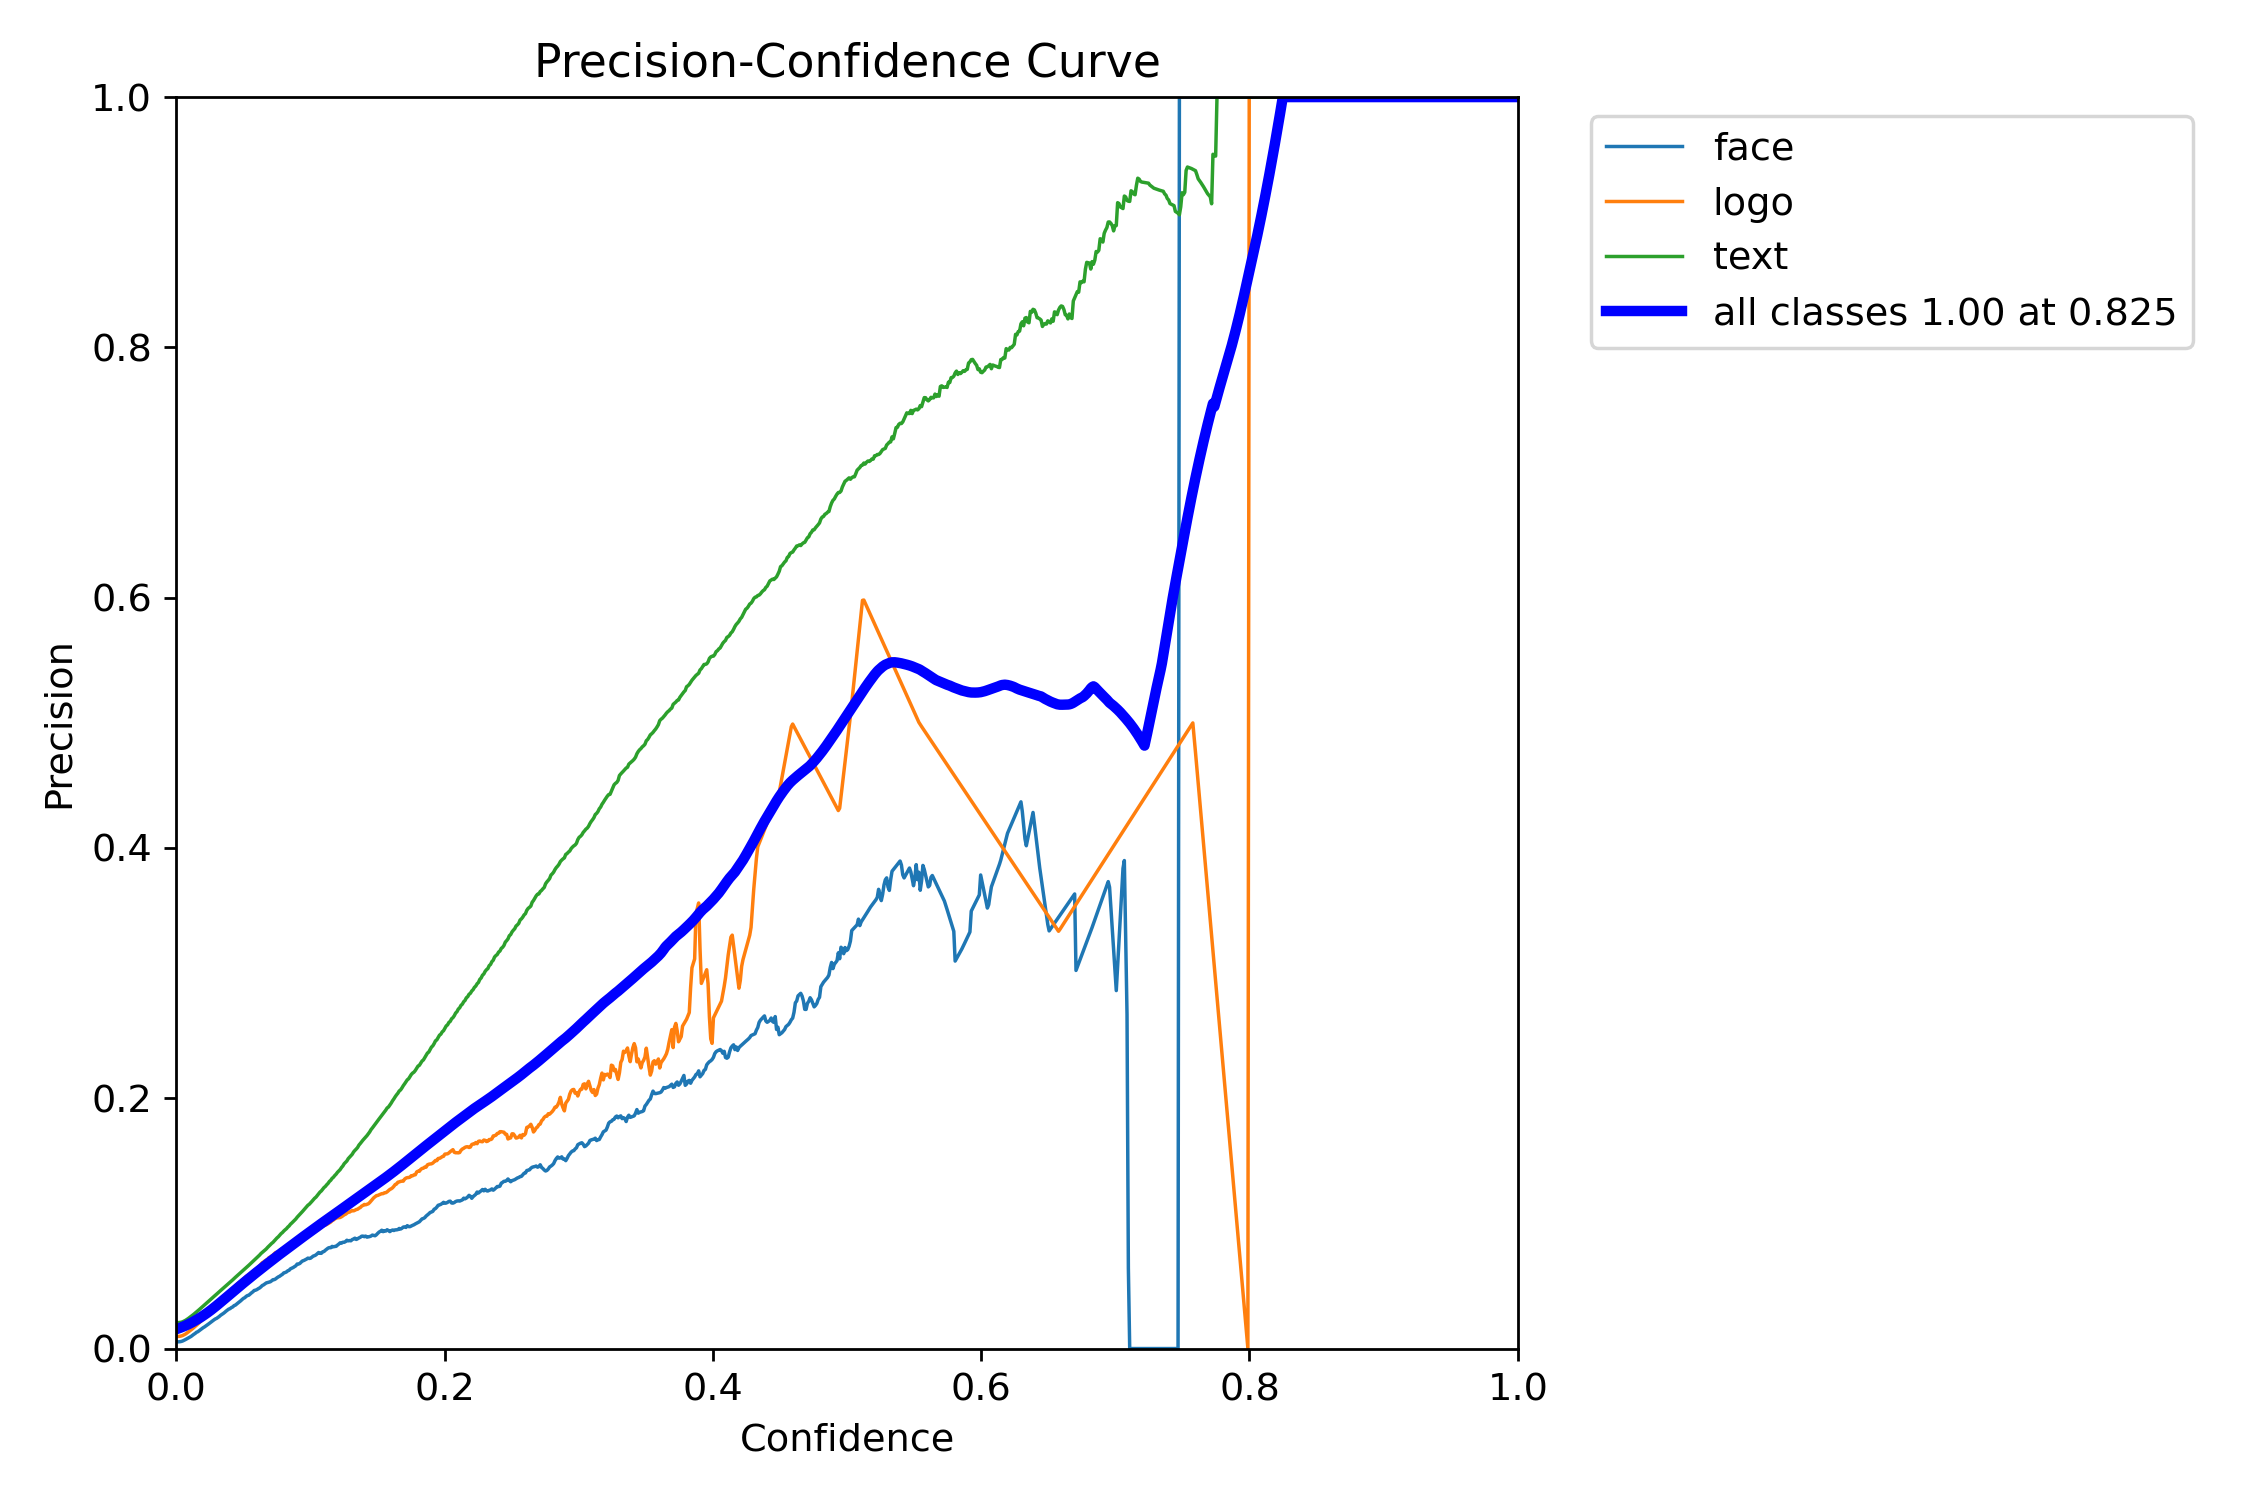 Precision-Confidence Curve
1.0
0.8
0.6
0.4
0.2
0.0
Precision
0.0 0.2 0.4 0.6 0.8 1.0
Confidence
face
logo
text
all classes 1.00 at 0.825